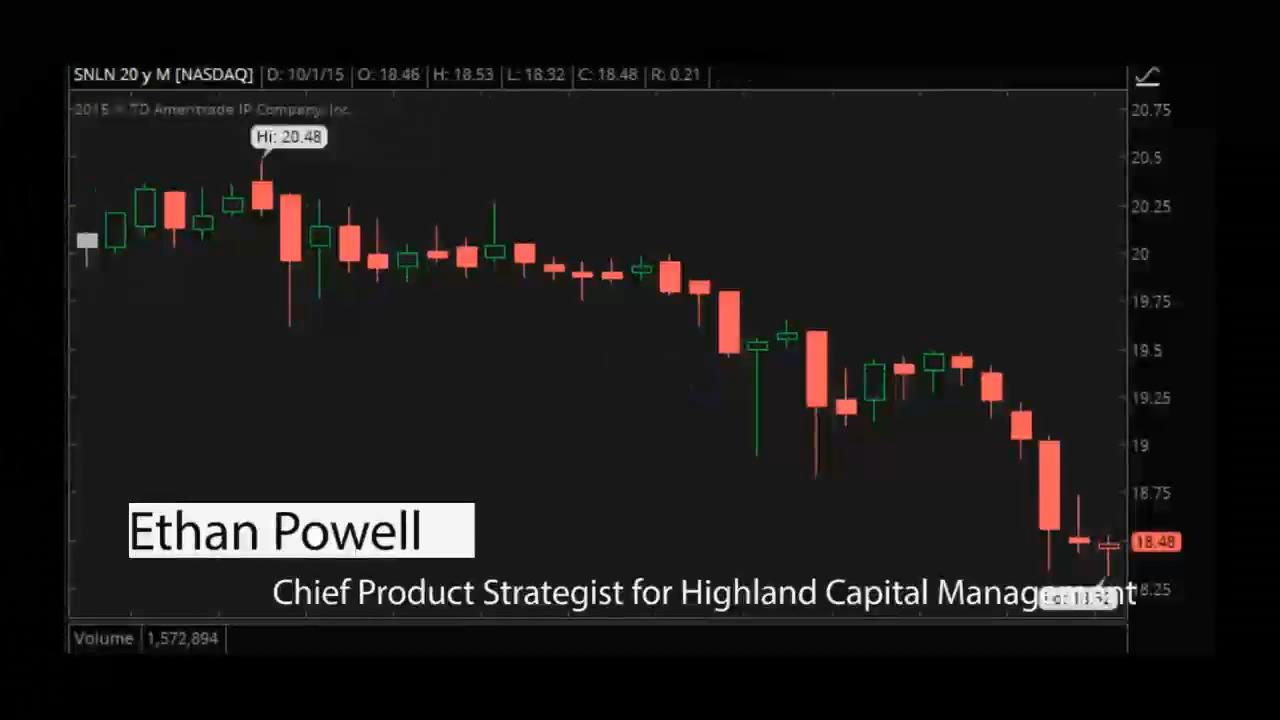 SNLN 20 y M [NASDAQ] D: 10/1/15 O: 18.46 H: 18.53 L: 18.32 C: 18.48 R: 0.21
2015 © TD Ameritrade IP Company, Inc.
Hi: 20.48
20.75
20.5
20.25
20
19.75
19.5
19.25
19
18.75
18.48
18.25
Ethan Powell
Chief Product Strategist for Highland Capital Management
Lo: 18.32
Volume 1,572,894